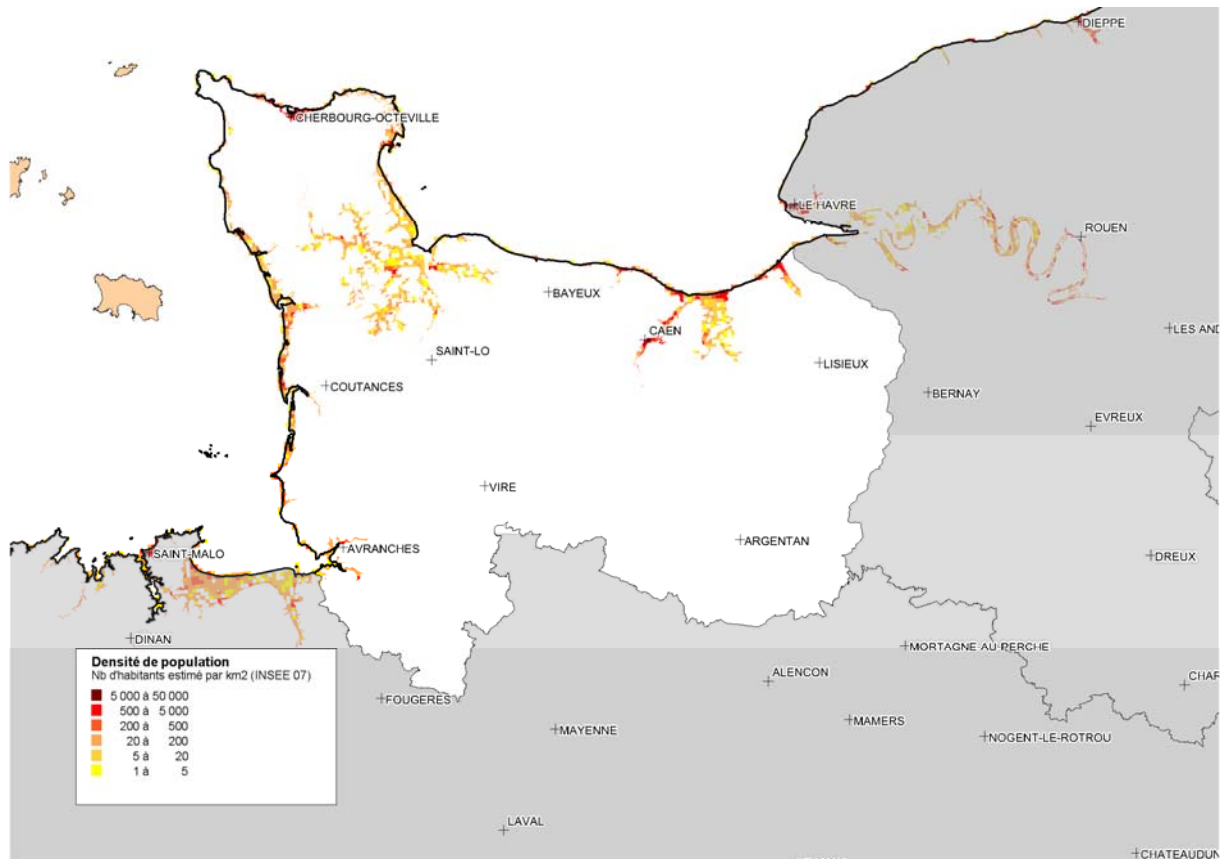 DIEPPE
CHERBOURG-OCTEVILLE
LE HAVRE
ROUEN
BAYEUX
LES AND
CAEN
SAINT-LO
LISIEUX
COUTANCES
BERNAY
EVREUX
VIRE
ARGENTAN
AVRANCHES
SAINT-MALO
DREUX
DINAN
MORTAGNE AU PERCHE
Densité de population
Nb d'habitants estimé par km2 (INSEE 07)
5 000 à 50 000
500 à 5 000
200 à 500
20 à 200
5 à 20
1 à 5
ALENCON
CHAR
FOUGERES
MAMERS
MAYENNE
NOGENT-LE-ROTROU
LAVAL
CHATEAUDUN